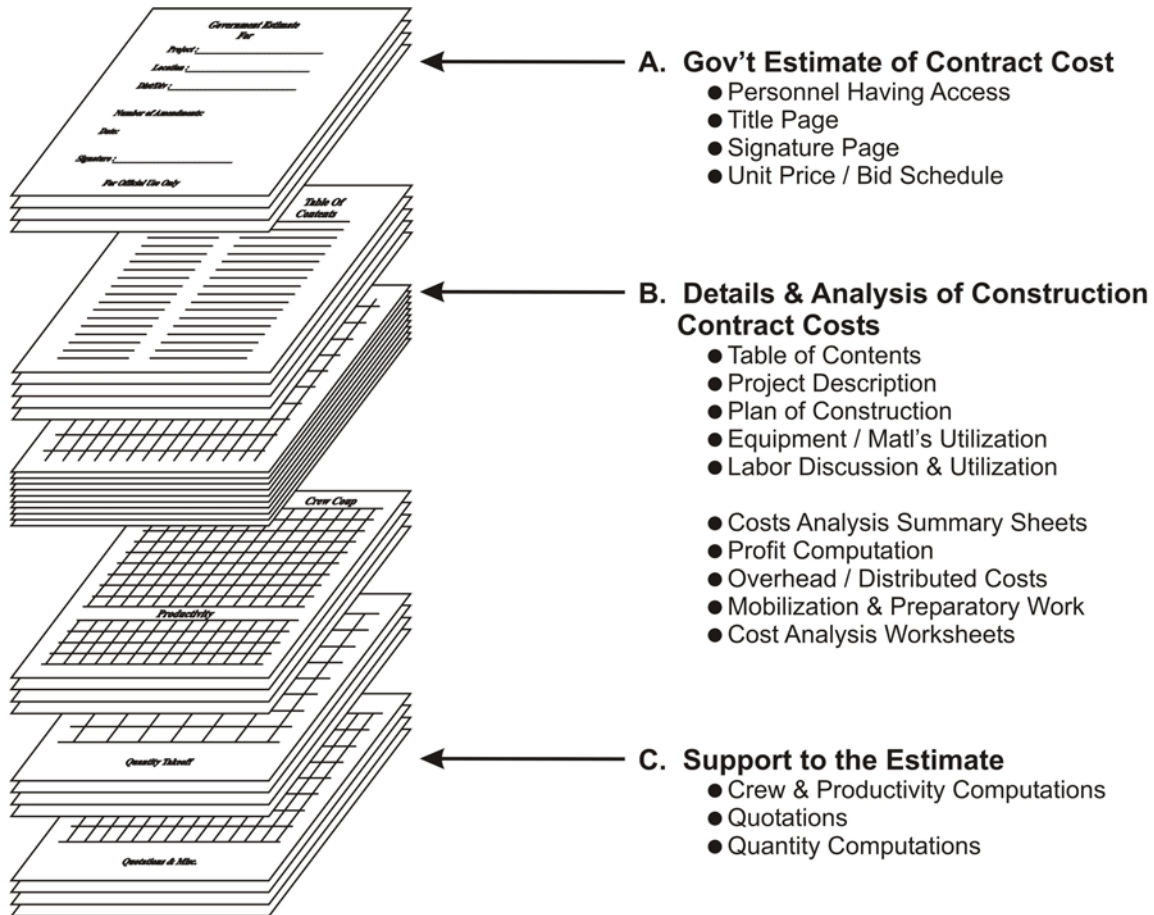 Government Estimate
For
Project :
Location :
Dist/Div :
Number of Amendments:
Date:
Signature :
For Official Use Only
Table Of
Contents
Crew Comp
Productivity
Quantity Takeoff
Quotations & Misc.
A. Gov’t Estimate of Contract Cost
● Personnel Having Access
● Title Page
● Signature Page
● Unit Price / Bid Schedule
B. Details & Analysis of Construction
Contract Costs
● Table of Contents
● Project Description
● Plan of Construction
● Equipment / Matl’s Utilization
● Labor Discussion & Utilization
● Costs Analysis Summary Sheets
● Profit Computation
● Overhead / Distributed Costs
● Mobilization & Preparatory Work
● Cost Analysis Worksheets
C. Support to the Estimate
● Crew & Productivity Computations
● Quotations
● Quantity Computations